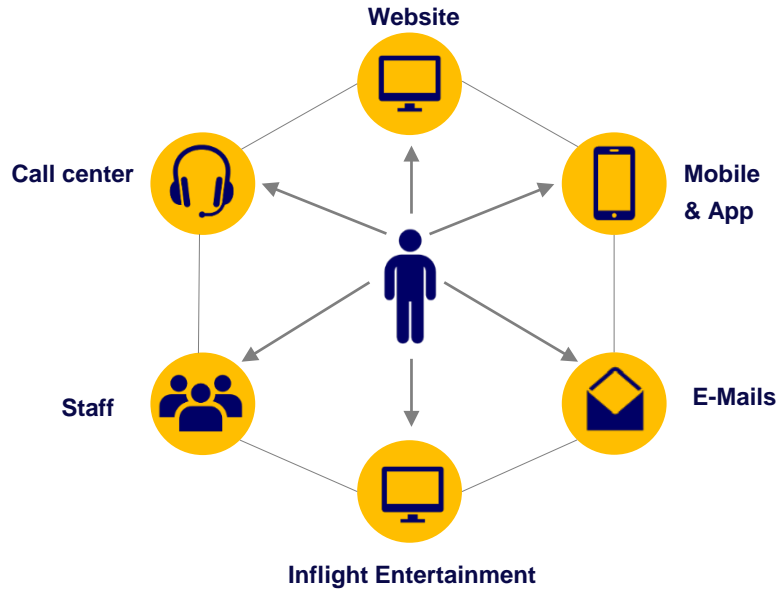 Website
Call center
Mobile
& App
Staff
E-Mails
Inflight Entertainment